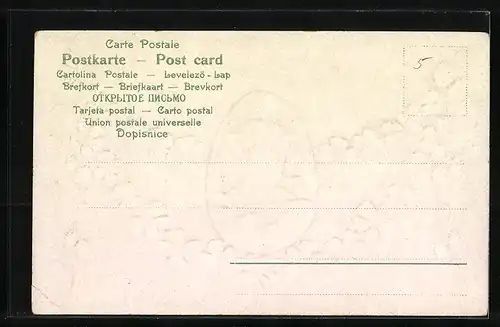 Carte Postale
Postkarte – Post card
Cartolina Postale – Levelező-Lap
Brefkort – Briefkaart – Brevkort
ОТКРЫТОЕ ПИСЬМО
Tarjeta postal – Carto postal
Union postale universelle
Dopisnice
5